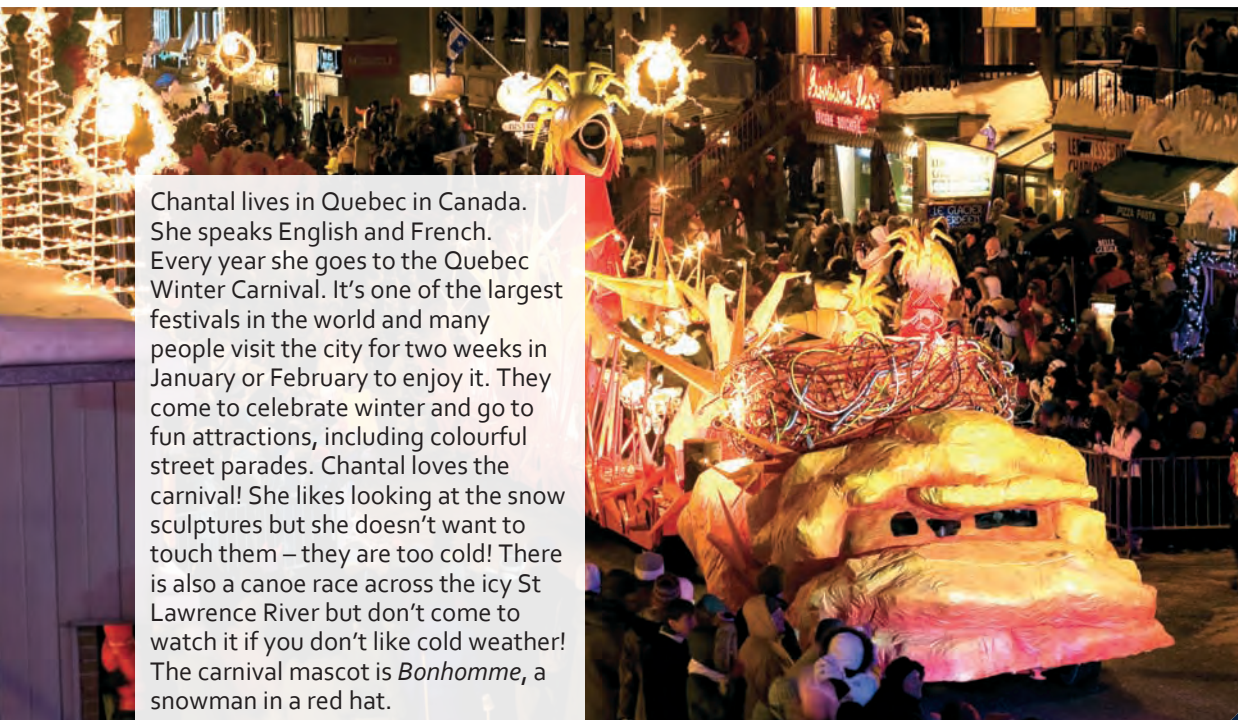 Chantal lives in Quebec in Canada.
She speaks English and French.
Every year she goes to the Quebec
Winter Carnival. It's one of the largest
festivals in the world and many
people visit the city for two weeks in
January or February to enjoy it. They
come to celebrate winter and go to
fun attractions, including colourful
street parades. Chantal loves the
carnival! She likes looking at the snow
sculptures but she doesn't want to
touch them – they are too cold! There
is also a canoe race across the icy St
Lawrence River but don't come to
watch it if you don't like cold weather!
The carnival mascot is Bonhomme, a
snowman in a red hat.
LE GLACIER
PIZZA PASTA
BELLE